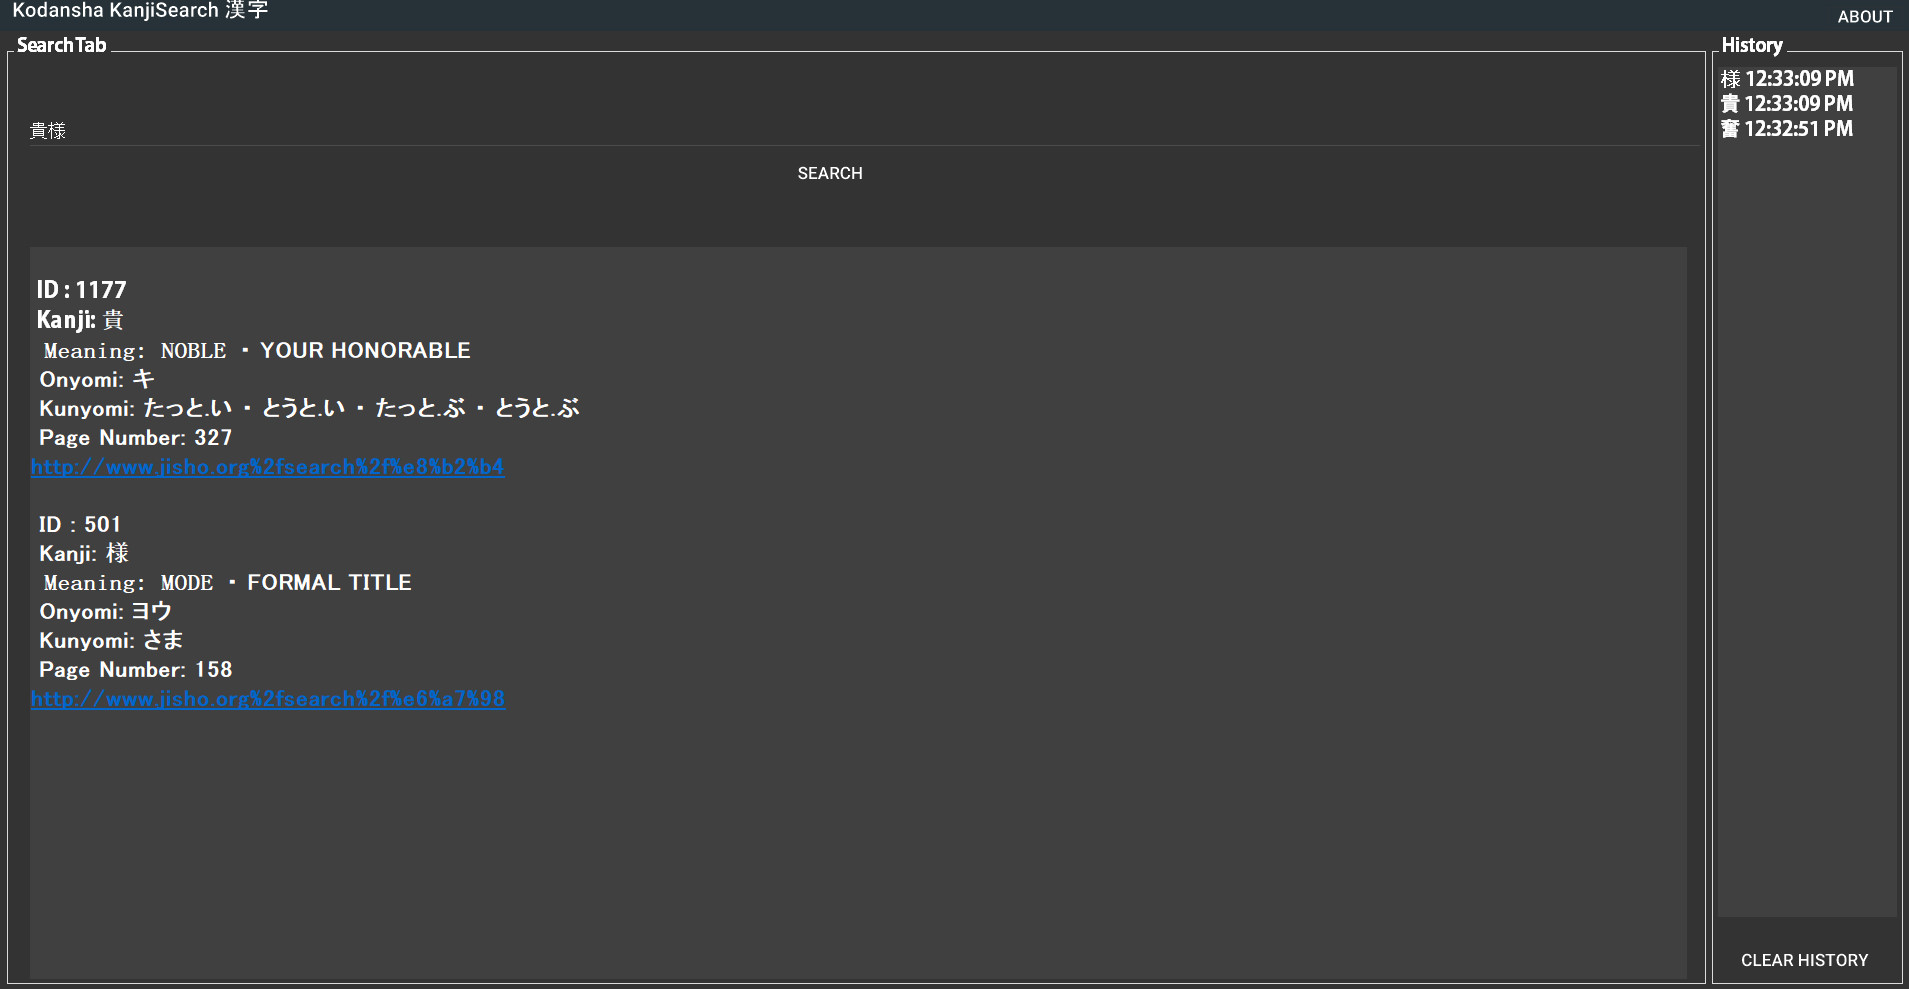 Kodansha KanjiSearch 漢字
ABOUT
SearchTab
貴様
SEARCH
ID : 1177
Kanji: 貴
Meaning: NOBLE ・ YOUR HONORABLE
Onyomi: キ
Kunyomi: たっと.い ・ とうと.い ・ たっと.ぶ ・ とうと.ぶ
Page Number: 327
http://www.jisho.org%2fsearch%2f%e8%b2%b4
ID : 501
Kanji: 様
Meaning: MODE ・ FORMAL TITLE
Onyomi: ヨウ
Kunyomi: さま
Page Number: 158
http://www.jisho.org%2fsearch%2f%e6%a7%98
History
様 12:33:09 PM
貴 12:33:09 PM
奮 12:32:51 PM
CLEAR HISTORY